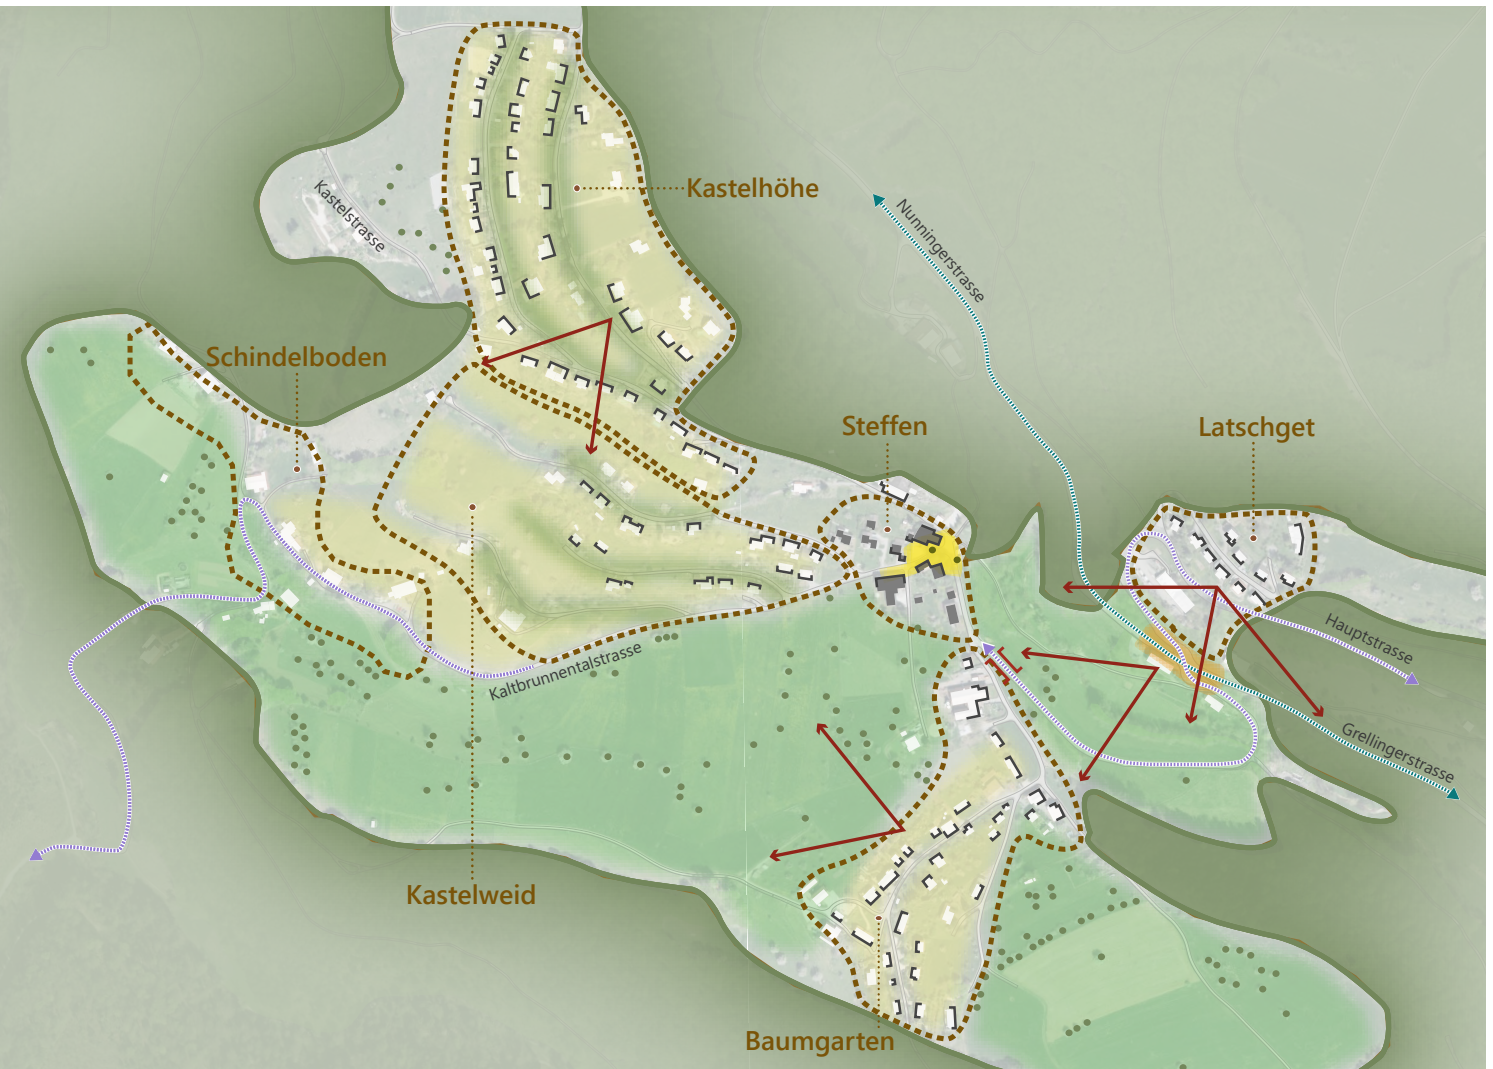 Kastelhöhe
Kastelstrasse
Nunningerstrasse
Schindelboden
Steffen
Latschget
Hauptstrasse
Kaltbrunnentalstrasse
Grellingerstrasse
Kastelweid
Baumgarten